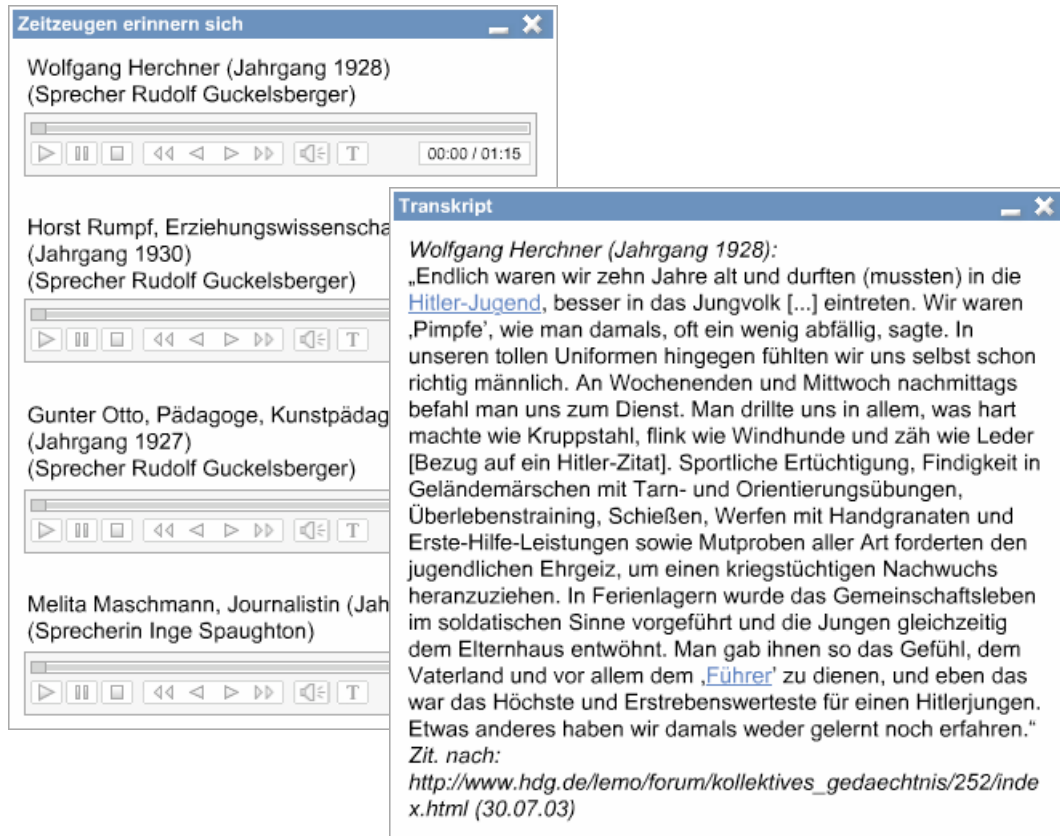 Zeitzeugen erinnern sich
Wolfgang Herchner (Jahrgang 1928)
(Sprecher Rudolf Guckelsberger)
T
00:00 / 01:15
Horst Rumpf, Erziehungswissenscha
(Jahrgang 1930)
(Sprecher Rudolf Guckelsberger)
T
Gunter Otto, Pädagoge, Kunstpädag
(Jahrgang 1927)
(Sprecher Rudolf Guckelsberger)
T
Melita Maschmann, Journalistin (Jah
(Sprecherin Inge Spaughton)
T
Transkript
Wolfgang Herchner (Jahrgang 1928):
„Endlich waren wir zehn Jahre alt und durften (mussten) in die
Hitler-Jugend, besser in das Jungvolk [...] eintreten. Wir waren
‚Pimpfe’, wie man damals, oft ein wenig abfällig, sagte. In
unseren tollen Uniformen hingegen fühlten wir uns selbst schon
richtig männlich. An Wochenenden und Mittwoch nachmittags
befahl man uns zum Dienst. Man drillte uns in allem, was hart
machte wie Kruppstahl, flink wie Windhunde und zäh wie Leder
[Bezug auf ein Hitler-Zitat]. Sportliche Ertüchtigung, Findigkeit in
Geländemärschen mit Tarn- und Orientierungsübungen,
Überlebenstraining, Schießen, Werfen mit Handgranaten und
Erste-Hilfe-Leistungen sowie Mutproben aller Art forderten den
jugendlichen Ehrgeiz, um einen kriegstüchtigen Nachwuchs
heranzuziehen. In Ferienlagern wurde das Gemeinschaftsleben
im soldatischen Sinne vorgeführt und die Jungen gleichzeitig
dem Elternhaus entwöhnt. Man gab ihnen so das Gefühl, dem
Vaterland und vor allem dem ‚Führer’ zu dienen, und eben das
war das Höchste und Erstrebenswerteste für einen Hitlerjungen.
Etwas anderes haben wir damals weder gelernt noch erfahren.“
Zit. nach:
http://www.hdg.de/lemo/forum/kollektives_gedaechtnis/252/inde
x.html (30.07.03)